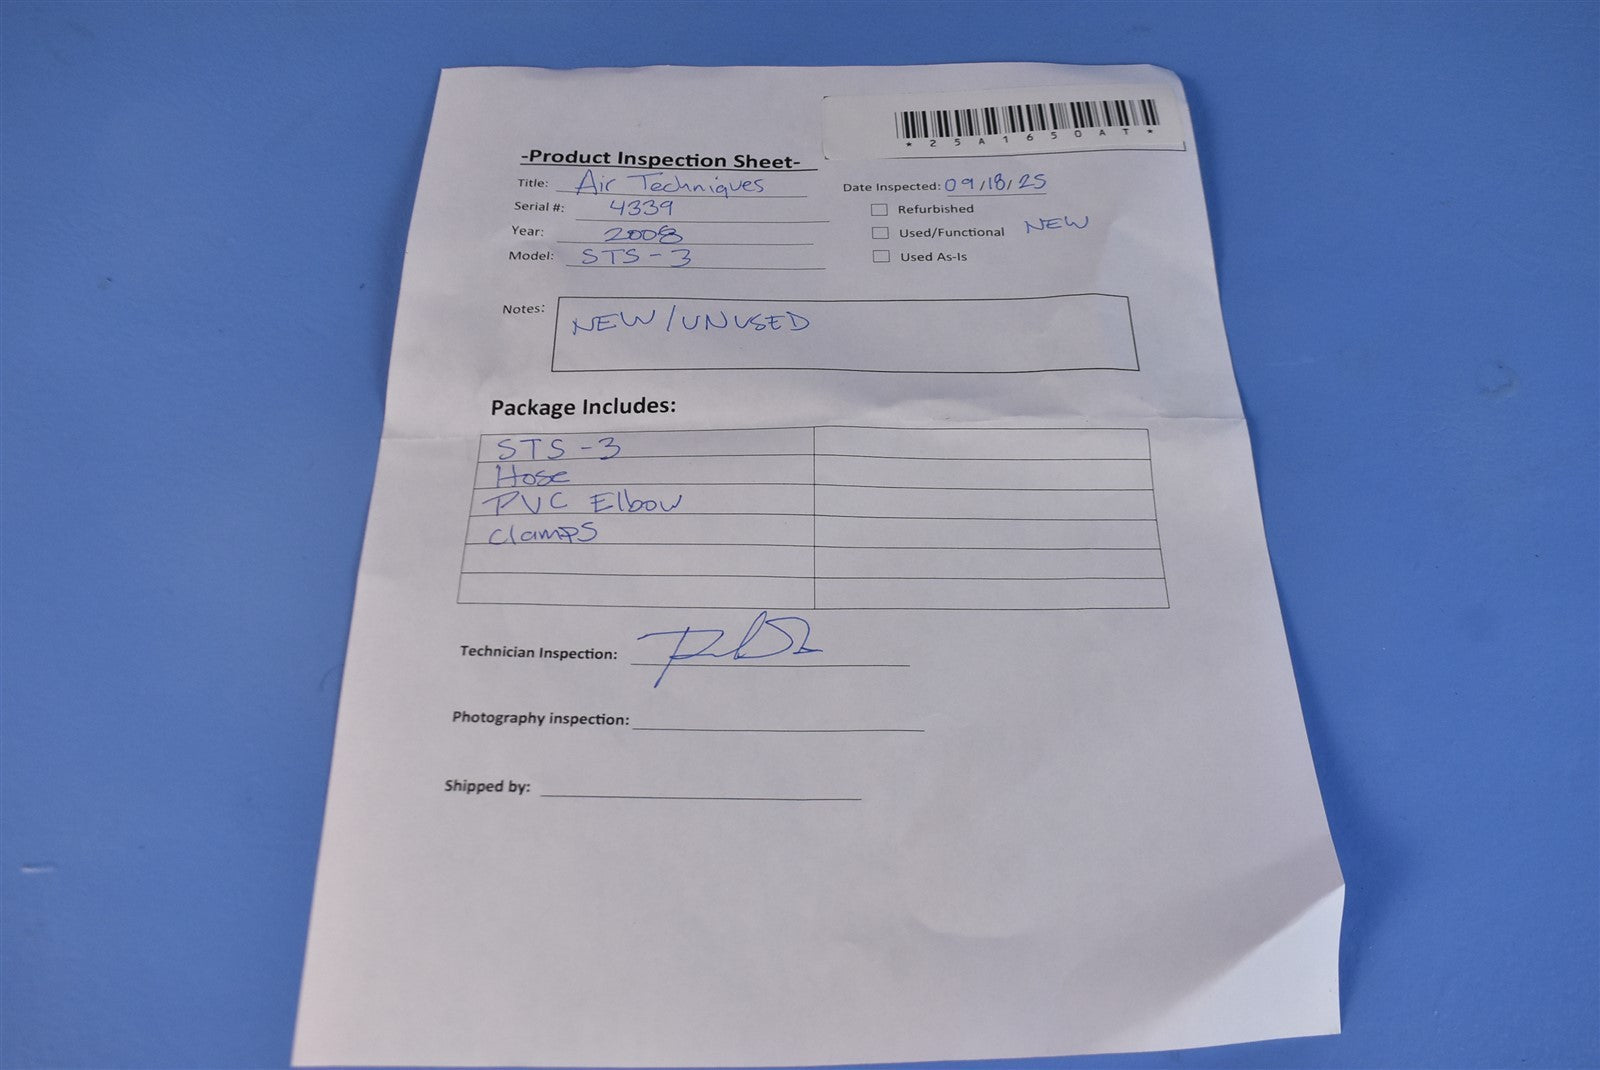 *25A1650AT*
-Product Inspection Sheet-
Title: Air Techniques
Date Inspected: 09/18/25
Serial #: 4339
Refurbished
Year: 2008
Used/Functional NEW
Model: STS-3
Used As-Is
Notes: NEW/UNUSED
Package Includes:
STS-3
Hose
PVC Elbow
clamps
Technician Inspection:
Photography inspection:
Shipped by: